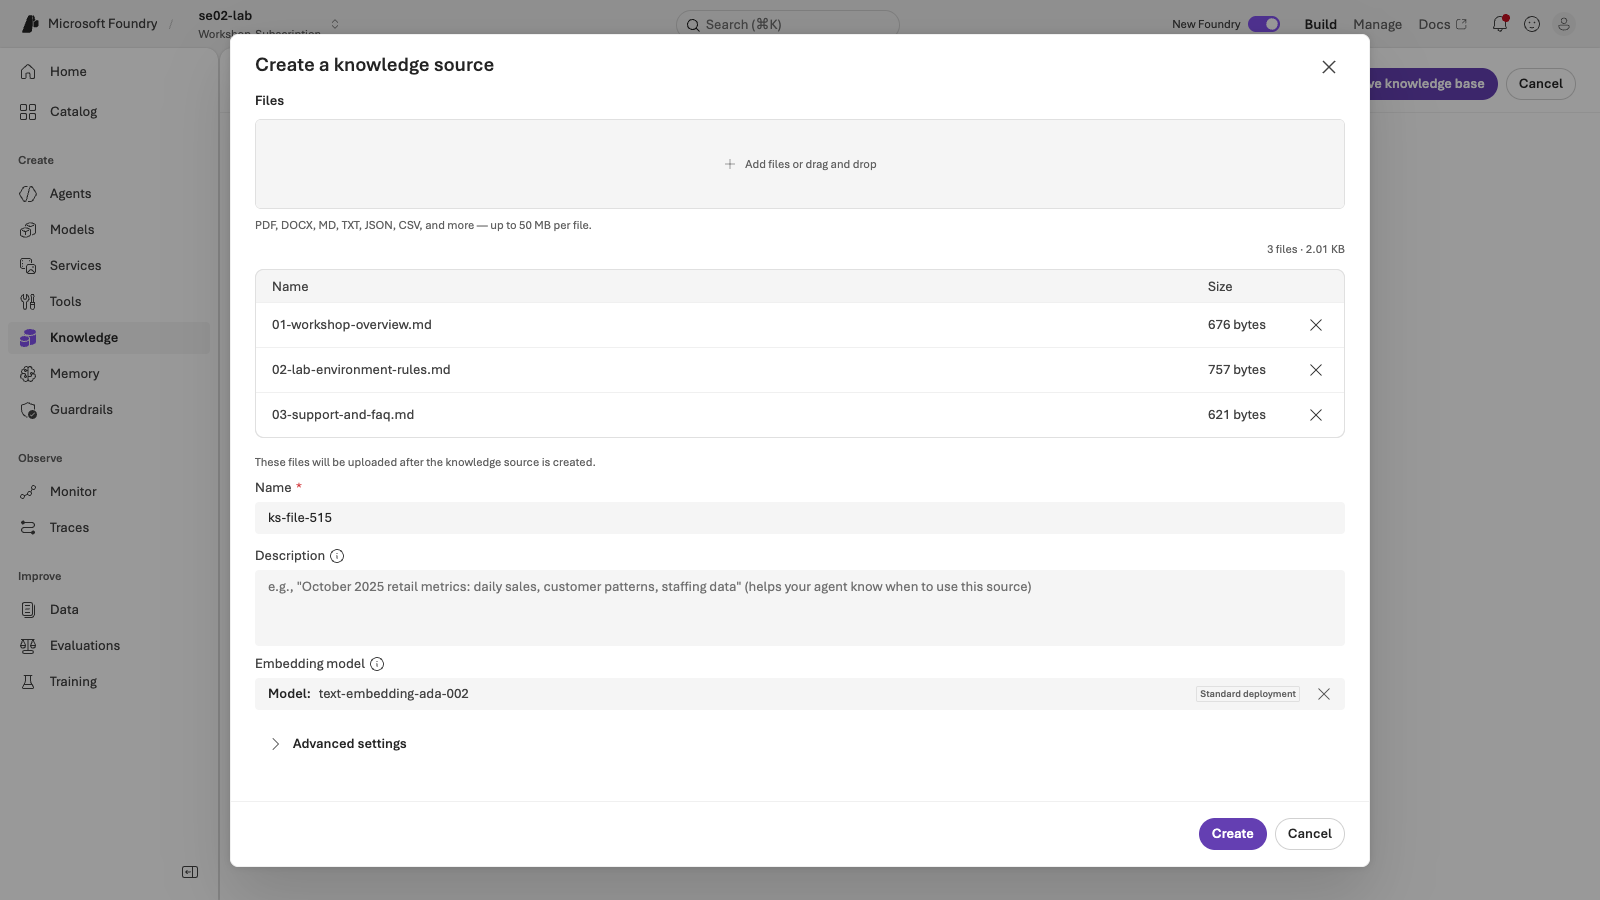 Microsoft Foundry
/
se02-lab
Workshop-Subscription
Search (⌘K)
New Foundry
Build
Manage
Docs
Home
Catalog
Create
Agents
Models
Services
Tools
Knowledge
Memory
Guardrails
Observe
Monitor
Traces
Improve
Data
Evaluations
Training
knowledge base
Cancel
Create a knowledge source
Files
Add files or drag and drop
PDF, DOCX, MD, TXT, JSON, CSV, and more — up to 50 MB per file.
3 files · 2.01 KB
Name Size
01-workshop-overview.md 676 bytes
02-lab-environment-rules.md 757 bytes
03-support-and-faq.md 621 bytes
These files will be uploaded after the knowledge source is created.
Name *
ks-file-515
Description
e.g., "October 2025 retail metrics: daily sales, customer patterns, staffing data" (helps your agent know when to use this source)
Embedding model
Model: text-embedding-ada-002 Standard deployment
Advanced settings
Create
Cancel